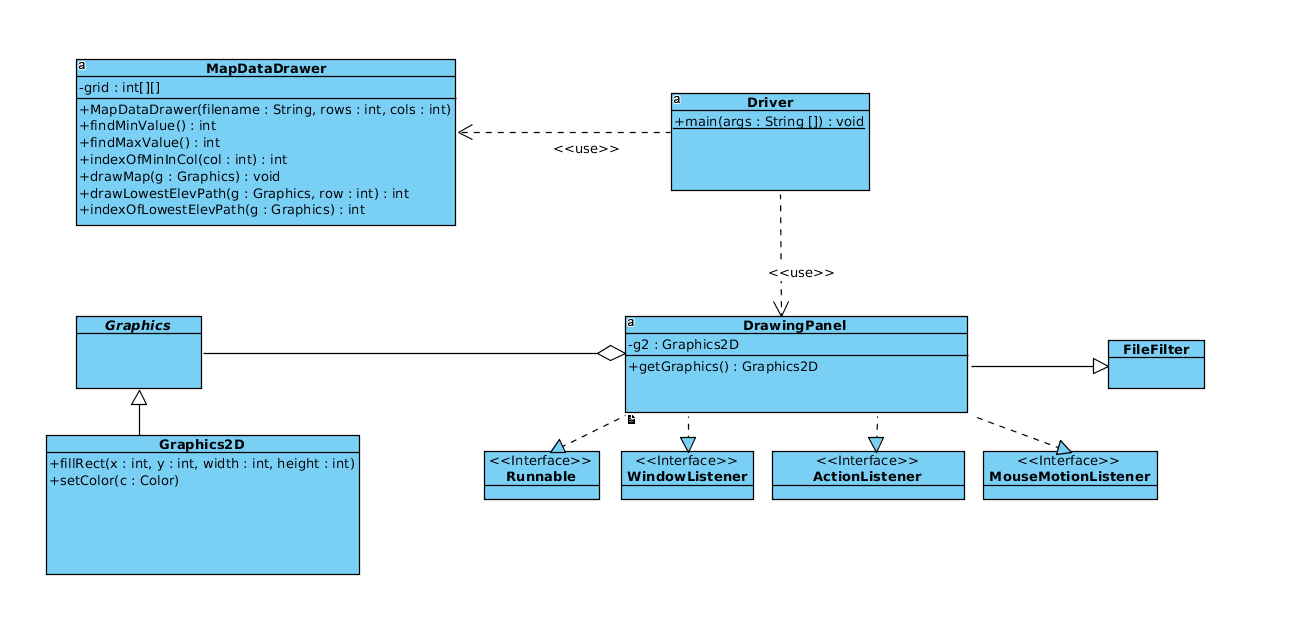 a
MapDataDrawer
-grid : int[][]
+MapDataDrawer(filename : String, rows : int, cols : int)
+findMinValue() : int
+findMaxValue() : int
+indexOfMinInCol(col : int) : int
+drawMap(g : Graphics) : void
+drawLowestElevPath(g : Graphics, row : int) : int
+indexOfLowestElevPath(g : Graphics) : int
<<use>>
a
Driver
+main(args : String []) : void
<<use>>
Graphics
a
DrawingPanel
-g2 : Graphics2D
+getGraphics() : Graphics2D
FileFilter
Graphics2D
+fillRect(x : int, y : int, width : int, height : int)
+setColor(c : Color)
<<Interface>>
Runnable
<<Interface>>
WindowListener
<<Interface>>
ActionListener
<<Interface>>
MouseMotionListener